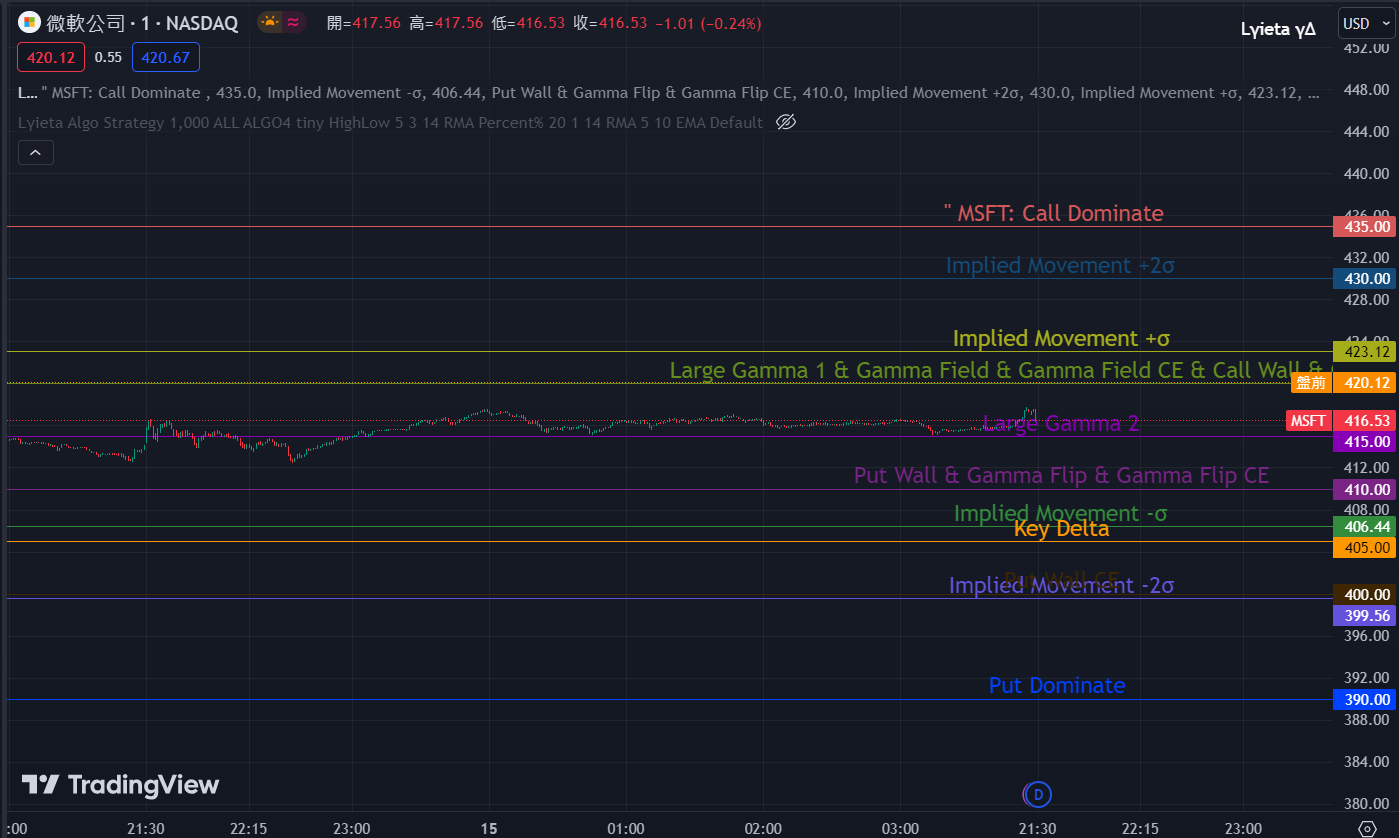 微軟公司 · 1 · NASDAQ 開=417.56 高=417.56 低=416.53 收=416.53 −1.01 (−0.24%)
Lyieta γΔ
USD
420.12 0.55 420.67
L... " MSFT: Call Dominate , 435.0, Implied Movement -σ, 406.44, Put Wall & Gamma Flip & Gamma Flip CE, 410.0, Implied Movement +2σ, 430.0, Implied Movement +σ, 423.12, ...
Lyieta Algo Strategy 1,000 ALL ALGO4 tiny HighLow 5 3 14 RMA Percent% 20 1 14 RMA 5 10 EMA Default
452.00
448.00
444.00
440.00
436.00
" MSFT: Call Dominate
435.00
432.00
Implied Movement +2σ
430.00
428.00
424.00
Implied Movement +σ
423.12
Large Gamma 1 & Gamma Field & Gamma Field CE & Call Wall &
盤前 420.12
MSFT 416.53
Large Gamma 2
415.00
412.00
Put Wall & Gamma Flip & Gamma Flip CE
410.00
408.00
Implied Movement -σ
406.44
Key Delta
405.00
Put Wall CE
400.00
Implied Movement -2σ
399.56
396.00
392.00
Put Dominate
390.00
388.00
384.00
380.00
TradingView
D
:00 21:30 22:15 23:00 15 01:00 02:00 03:00 21:30 22:15 23:00